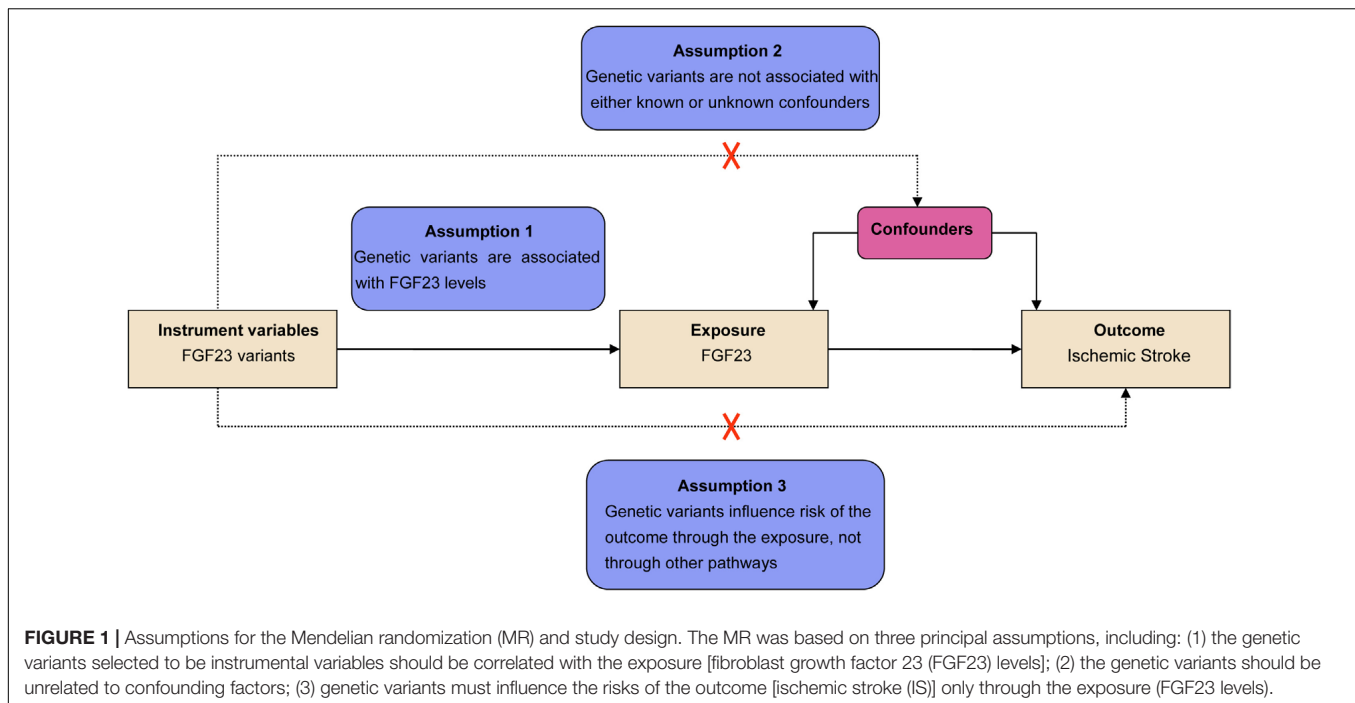 Assumption 2
Genetic variants are not associated with
either known or unknown confounders
Assumption 1
Genetic variants are associated
with FGF23 levels
Confounders
Instrument variables
FGF23 variants
Exposure
FGF23
Outcome
Ischemic Stroke
Assumption 3
Genetic variants influence risk of the
outcome through the exposure, not
through other pathways
FIGURE 1 | Assumptions for the Mendelian randomization (MR) and study design. The MR was based on three principal assumptions, including: (1) the genetic
variants selected to be instrumental variables should be correlated with the exposure [fibroblast growth factor 23 (FGF23) levels]; (2) the genetic variants should be
unrelated to confounding factors; (3) genetic variants must influence the risks of the outcome [ischemic stroke (IS)] only through the exposure (FGF23 levels).